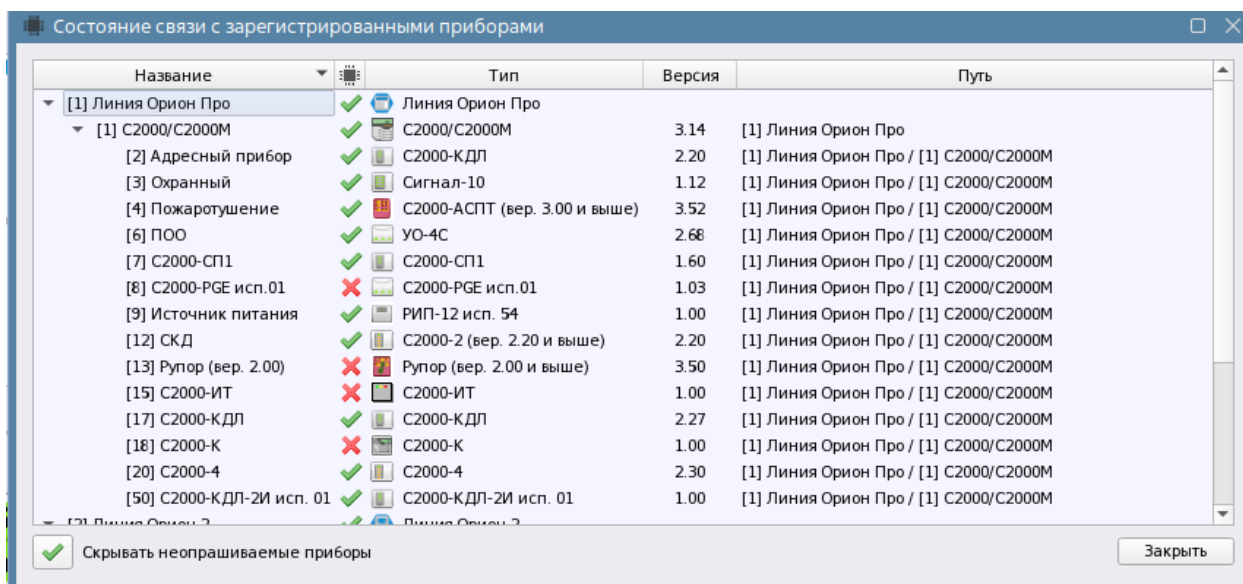 Состояние связи с зарегистрированными приборами
Название Тип Версия Путь
[1] Линия Орион Про Линия Орион Про
[1] С2000/С2000М С2000/С2000М 3.14 [1] Линия Орион Про
[2] Адресный прибор С2000-КДЛ 2.20 [1] Линия Орион Про / [1] С2000/С2000М
[3] Охранный Сигнал-10 1.12 [1] Линия Орион Про / [1] С2000/С2000М
[4] Пожаротушение С2000-АСПТ (вер. 3.00 и выше) 3.52 [1] Линия Орион Про / [1] С2000/С2000М
[6] ПОО УО-4С 2.68 [1] Линия Орион Про / [1] С2000/С2000М
[7] С2000-СП1 С2000-СП1 1.60 [1] Линия Орион Про / [1] С2000/С2000М
[8] С2000-PGE исп.01 С2000-PGE исп.01 1.03 [1] Линия Орион Про / [1] С2000/С2000М
[9] Источник питания РИП-12 исп. 54 1.00 [1] Линия Орион Про / [1] С2000/С2000М
[12] СКД С2000-2 (вер. 2.20 и выше) 2.20 [1] Линия Орион Про / [1] С2000/С2000М
[13] Рупор (вер. 2.00) Рупор (вер. 2.00 и выше) 3.50 [1] Линия Орион Про / [1] С2000/С2000М
[15] С2000-ИТ С2000-ИТ 1.00 [1] Линия Орион Про / [1] С2000/С2000М
[17] С2000-КДЛ С2000-КДЛ 2.27 [1] Линия Орион Про / [1] С2000/С2000М
[18] С2000-К С2000-К 1.00 [1] Линия Орион Про / [1] С2000/С2000М
[20] С2000-4 С2000-4 2.30 [1] Линия Орион Про / [1] С2000/С2000М
[50] С2000-КДЛ-2И исп. 01 С2000-КДЛ-2И исп. 01 1.00 [1] Линия Орион Про / [1] С2000/С2000М
[2] Линия Орион 2 Линия Орион 2
Скрывать неопрашиваемые приборы Закрыть